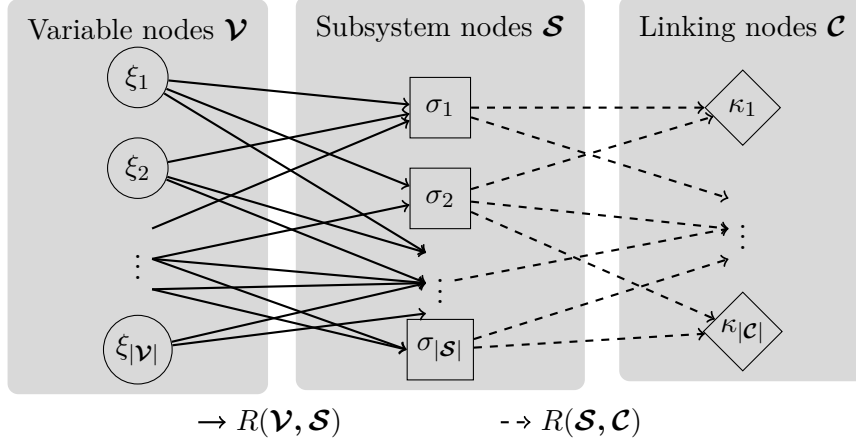 Variable nodes 𝓥 Subsystem nodes 𝓢 Linking nodes 𝓒
ξ₁ σ₁ κ₁
ξ₂ σ₂
⋮ ⋮ ⋮
ξ|𝓥| σ|𝓢| κ|𝓒|
→ R(𝓥, 𝓢) ⇢ R(𝓢, 𝓒)